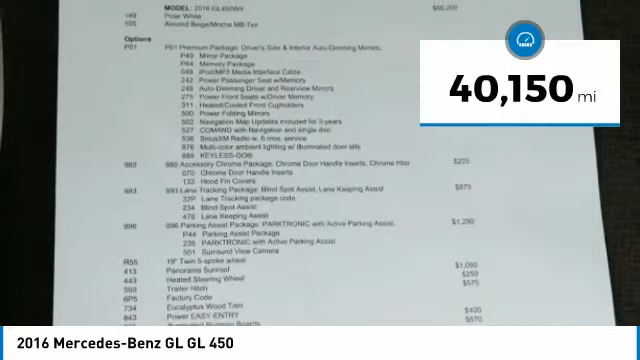 MODEL: 2016 GL450W4
149 Polar White
105 Almond Beige/Mocha MB-Tex
Options
P01 P01 Premium Package: Driver's Side & Interior Auto-Dimming Mirrors,
P49 Mirror Package
P64 Memory Package
049 iPod/MP3 Media Interface Cable
242 Power Passenger Seat w/Memory
249 Auto-Dimming Driver and Rearview Mirrors
275 Power Front Seats w/Driver Memory
311 Heated/Cooled Front Cupholders
500 Power Folding Mirrors
502 Navigation Map Updates included for 3-years
527 COMAND with Navigation and single disc
536 SiriusXM Radio w. 6 mos. service
876 Multi-color ambient lighting w/ illuminated door sills
889 KEYLESS-GO®
980 980 Accessory Chrome Package, Chrome Door Handle Inserts, Chrome Hoo $225
070 Chrome Door Handle Inserts
133 Hood Fin Covers
993 993 Lane Tracking Package: Blind Spot Assist, Lane Keeping Assist $875
22P Lane Tracking package code
234 Blind Spot Assist
476 Lane Keeping Assist
996 996 Parking Assist Package: PARKTRONIC with Active Parking Assist, $1,290
P44 Parking Assist Package
235 PARKTRONIC with Active Parking Assist
501 Surround View Camera
R55 19" Twin 5-spoke wheel
413 Panorama Sunroof $1,090
443 Heated Steering Wheel $250
550 Trailer Hitch $575
6P5 Factory Code
734 Eucalyptus Wood Trim
843 Power EASY-ENTRY $400
$670
40,150 mi
2016 Mercedes-Benz GL GL 450